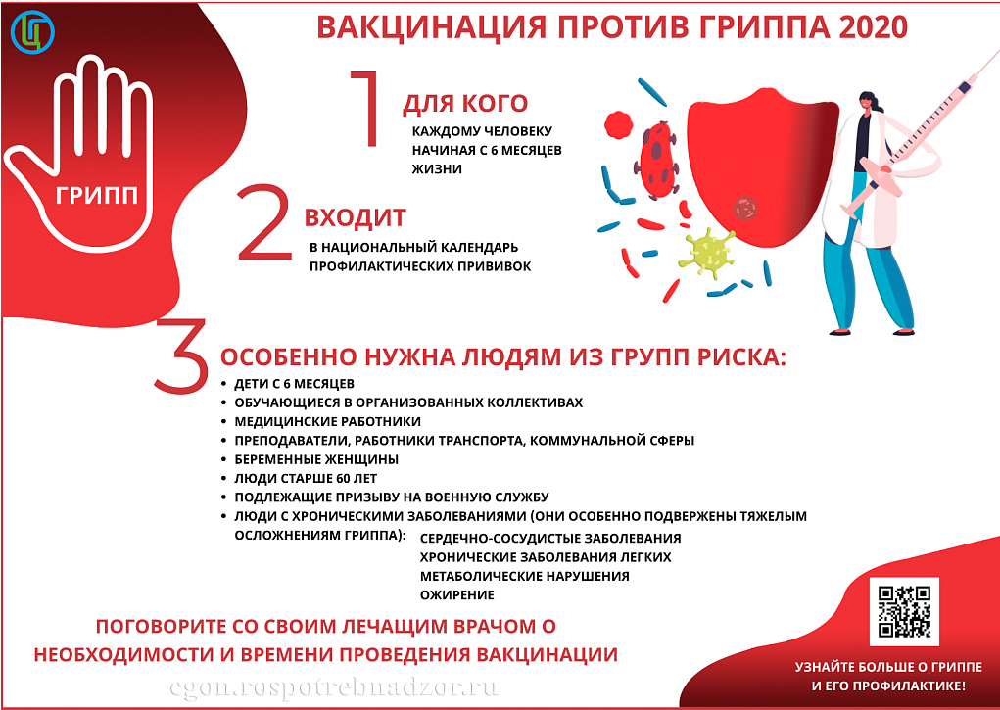 ВАКЦИНАЦИЯ ПРОТИВ ГРИППА 2020
ГРИПП
1
ДЛЯ КОГО
КАЖДОМУ ЧЕЛОВЕКУ
НАЧИНАЯ С 6 МЕСЯЦЕВ
ЖИЗНИ
2
ВХОДИТ
В НАЦИОНАЛЬНЫЙ КАЛЕНДАРЬ
ПРОФИЛАКТИЧЕСКИХ ПРИВИВОК
3
ОСОБЕННО НУЖНА ЛЮДЯМ ИЗ ГРУПП РИСКА:
• ДЕТИ С 6 МЕСЯЦЕВ
• ОБУЧАЮЩИЕСЯ В ОРГАНИЗОВАННЫХ КОЛЛЕКТИВАХ
• МЕДИЦИНСКИЕ РАБОТНИКИ
• ПРЕПОДАВАТЕЛИ, РАБОТНИКИ ТРАНСПОРТА, КОММУНАЛЬНОЙ СФЕРЫ
• БЕРЕМЕННЫЕ ЖЕНЩИНЫ
• ЛЮДИ СТАРШЕ 60 ЛЕТ
• ПОДЛЕЖАЩИЕ ПРИЗЫВУ НА ВОЕННУЮ СЛУЖБУ
• ЛЮДИ С ХРОНИЧЕСКИМИ ЗАБОЛЕВАНИЯМИ (ОНИ ОСОБЕННО ПОДВЕРЖЕНЫ ТЯЖЕЛЫМ
ОСЛОЖНЕНИЯМ ГРИППА):
СЕРДЕЧНО-СОСУДИСТЫЕ ЗАБОЛЕВАНИЯ
ХРОНИЧЕСКИЕ ЗАБОЛЕВАНИЯ ЛЕГКИХ
МЕТАБОЛИЧЕСКИЕ НАРУШЕНИЯ
ОЖИРЕНИЕ
ПОГОВОРИТЕ СО СВОИМ ЛЕЧАЩИМ ВРАЧОМ О
НЕОБХОДИМОСТИ И ВРЕМЕНИ ПРОВЕДЕНИЯ ВАКЦИНАЦИИ
cgon.rospotrebnadzor.ru
УЗНАЙТЕ БОЛЬШЕ О ГРИППЕ
И ЕГО ПРОФИЛАКТИКЕ!